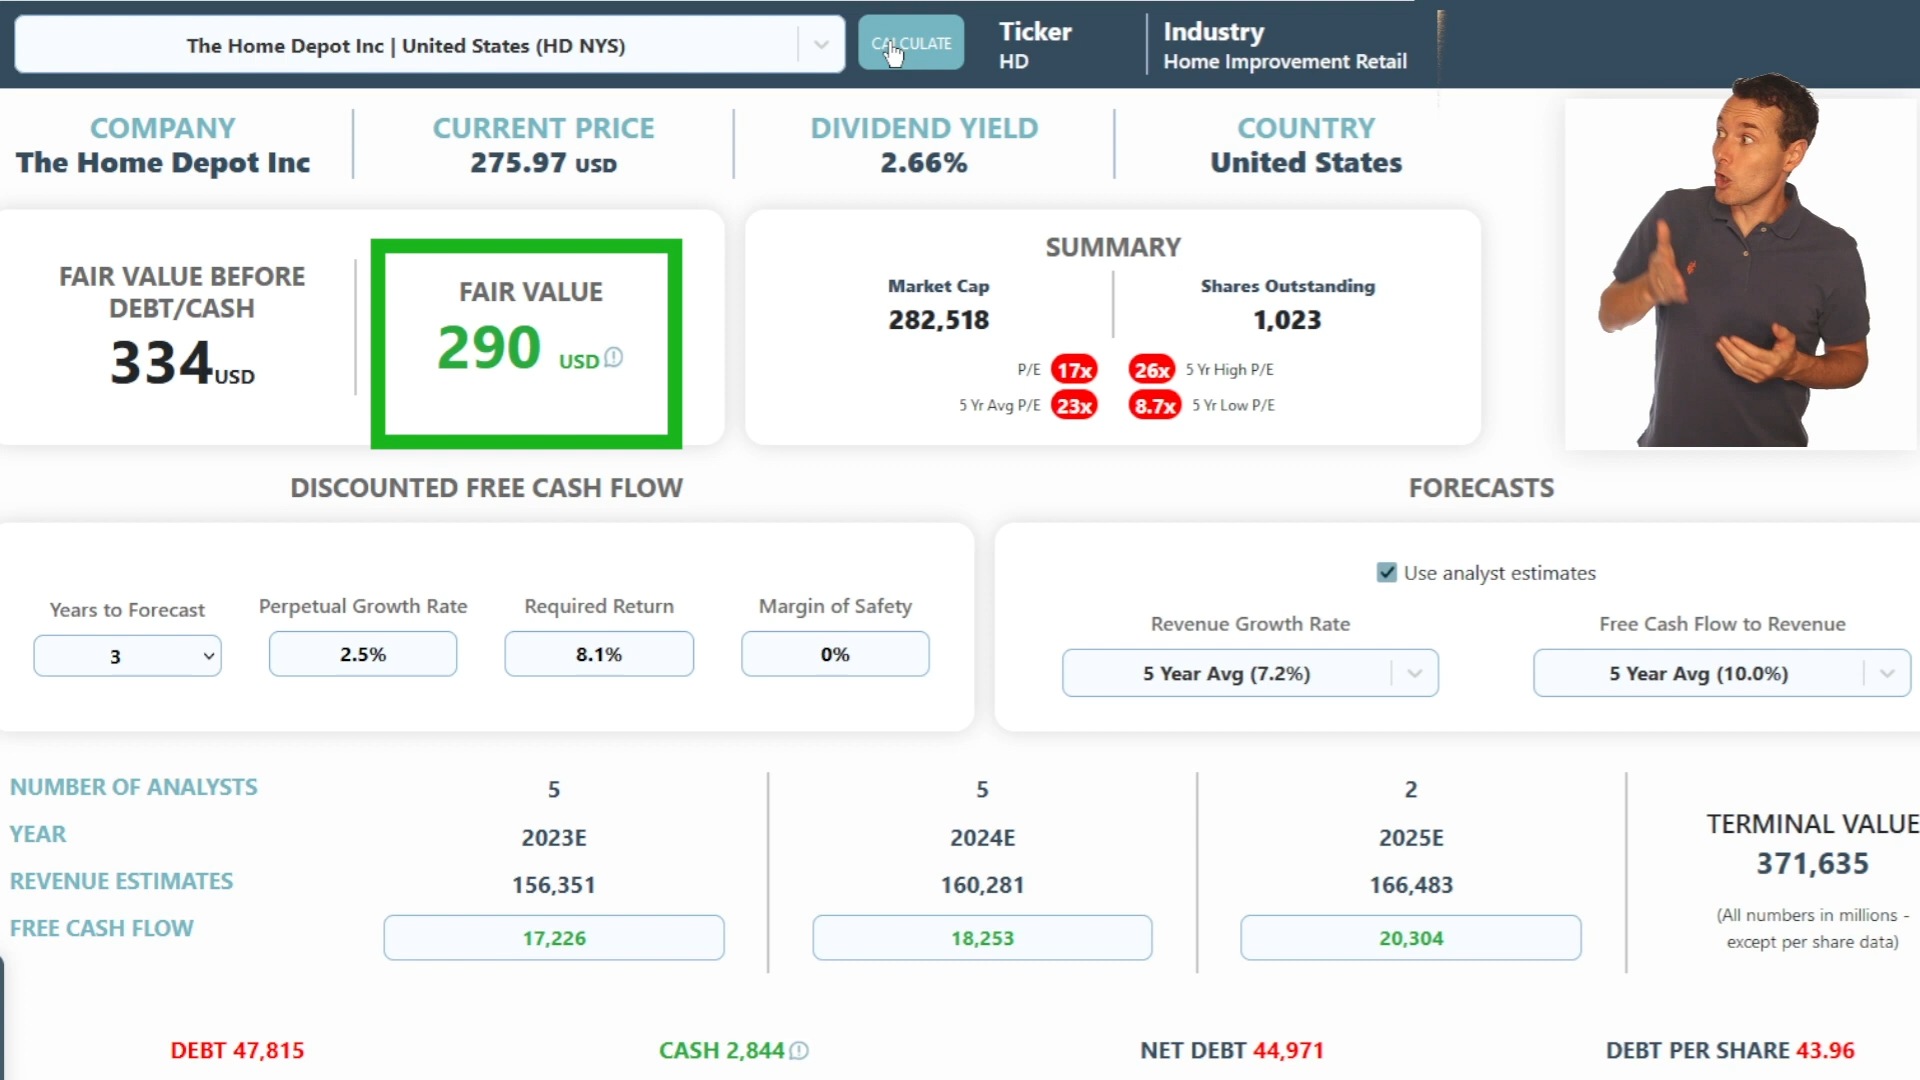 The Home Depot Inc | United States (HD NYS)
CALCULATE
Ticker
HD
Industry
Home Improvement Retail
COMPANY
The Home Depot Inc
CURRENT PRICE
275.97 USD
DIVIDEND YIELD
2.66%
COUNTRY
United States
FAIR VALUE BEFORE
DEBT/CASH
334 USD
FAIR VALUE
290 USD
SUMMARY
Market Cap
282,518
Shares Outstanding
1,023
P/E 17x
26x 5 Yr High P/E
5 Yr Avg P/E 23x
8.7x 5 Yr Low P/E
DISCOUNTED FREE CASH FLOW
Years to Forecast
3
Perpetual Growth Rate
2.5%
Required Return
8.1%
Margin of Safety
0%
FORECASTS
Use analyst estimates
Revenue Growth Rate
5 Year Avg (7.2%)
Free Cash Flow to Revenue
5 Year Avg (10.0%)
NUMBER OF ANALYSTS 5 5 2
YEAR 2023E 2024E 2025E
REVENUE ESTIMATES 156,351 160,281 166,483
FREE CASH FLOW 17,226 18,253 20,304
TERMINAL VALUE
371,635
(All numbers in millions -
except per share data)
DEBT 47,815
CASH 2,844
NET DEBT 44,971
DEBT PER SHARE 43.96